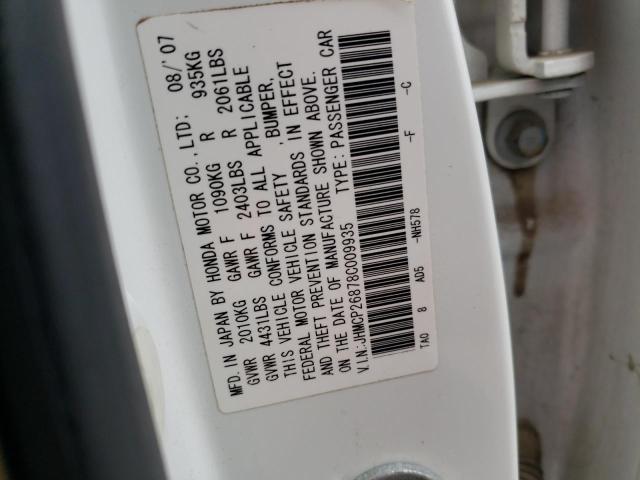 MFD. IN JAPAN BY HONDA MOTOR CO., LTD: 08/'07
GVWR 2010KG GAWR F 1090KG R 935KG
GVWR 4431LBS GAWR F 2403LBS R 2061LBS
THIS VEHICLE CONFORMS TO ALL APPLICABLE
FEDERAL MOTOR VEHICLE SAFETY , BUMPER,
AND THEFT PREVENTION STANDARDS IN EFFECT
ON THE DATE OF MANUFACTURE SHOWN ABOVE.
V.I.N:JHMCP26878C009935 TYPE: PASSENGER CAR
TA0 8 AD5 -NH578 -F -C